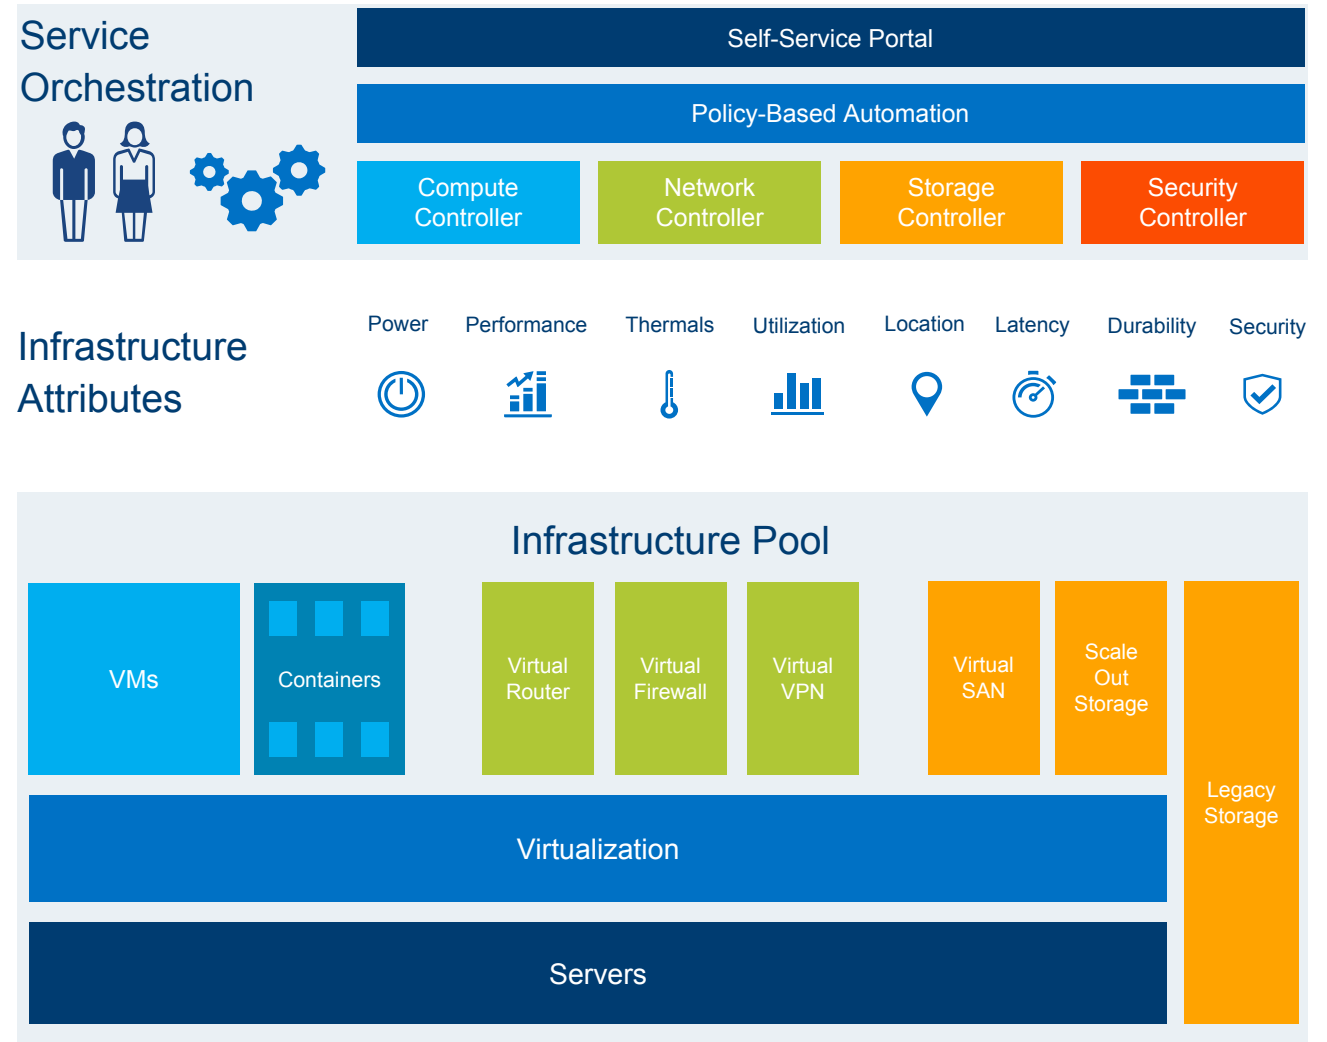 Service
Orchestration
Self-Service Portal
Policy-Based Automation
Compute
Controller
Network
Controller
Storage
Controller
Security
Controller
Infrastructure
Attributes
Power
Performance
Thermals
Utilization
Location
Latency
Durability
Security
Infrastructure Pool
VMs
Containers
Virtual
Router
Virtual
Firewall
Virtual
VPN
Virtual
SAN
Scale
Out
Storage
Legacy
Storage
Virtualization
Servers